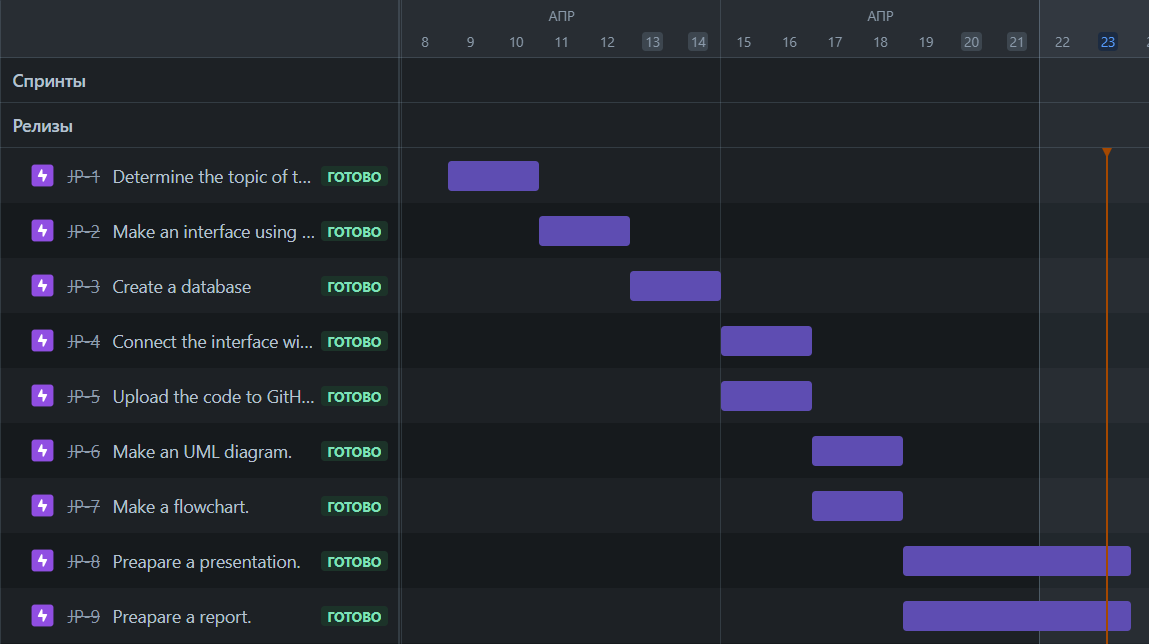 АПР АПР
8 9 10 11 12 13 14 15 16 17 18 19 20 21 22 23
Спринты
Релизы
JP-1 Determine the topic of t... ГОТОВО
JP-2 Make an interface using ... ГОТОВО
JP-3 Create a database ГОТОВО
JP-4 Connect the interface wi... ГОТОВО
JP-5 Upload the code to GitH... ГОТОВО
JP-6 Make an UML diagram. ГОТОВО
JP-7 Make a flowchart. ГОТОВО
JP-8 Preapare a presentation. ГОТОВО
JP-9 Preapare a report. ГОТОВО